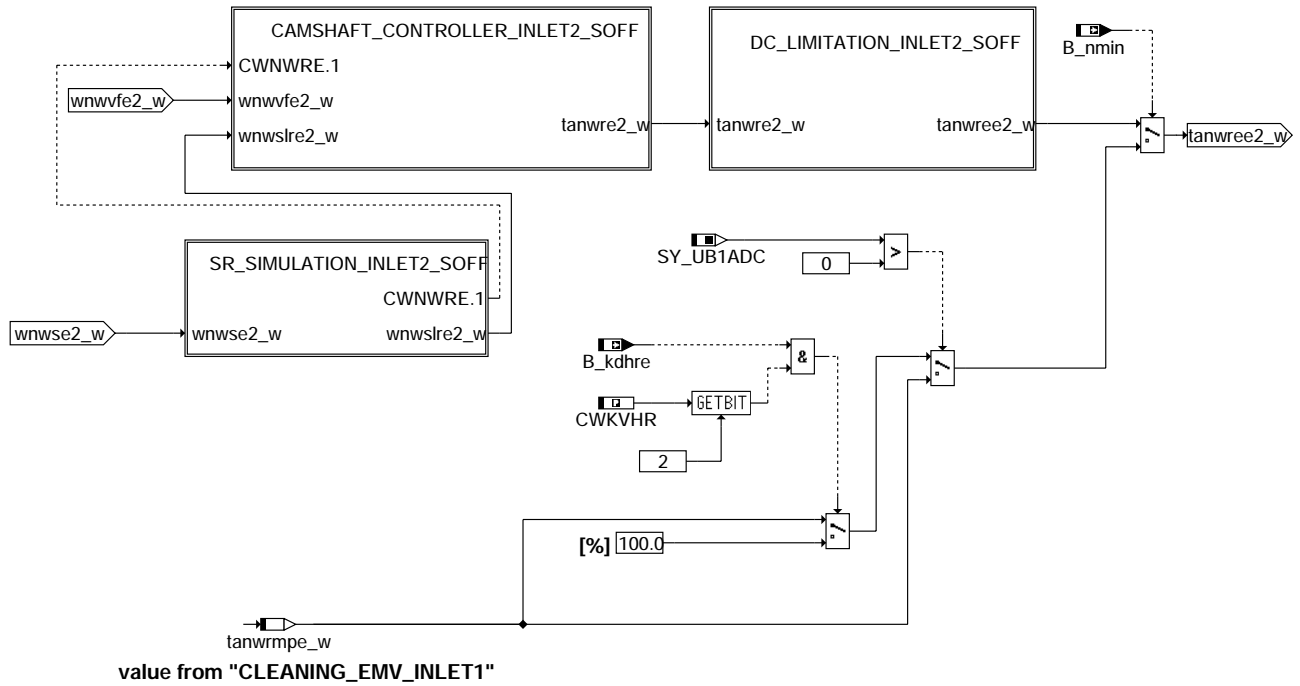 CAMSHAFT_CONTROLLER_INLET2_SOFF
CWNWRE.1
wnwvfe2_w
wnwvfe2_w
wnwslre2_w
tanwre2_w
DC_LIMITATION_INLET2_SOFF
tanwre2_w
tanwree2_w
B_nmin
tanwree2_w
SR_SIMULATION_INLET2_SOFF
CWNWRE.1
wnwse2_w
wnwse2_w
wnwslre2_w
SY_UB1ADC
0
>
B_kdhre
&
CWKVHR
GETBIT
2
[%] 100.0
tanwrmpe_w
value from "CLEANING_EMV_INLET1"